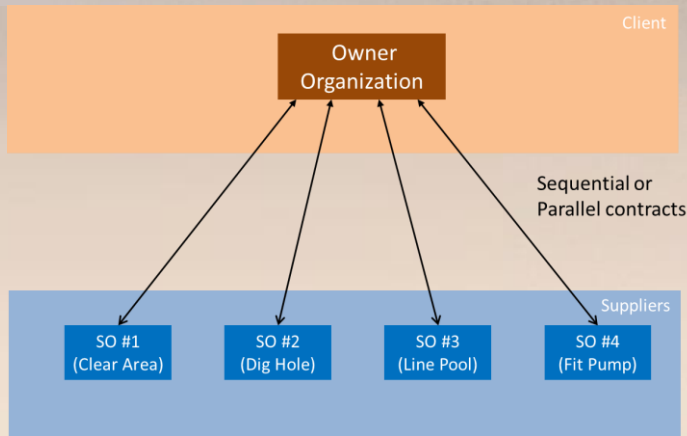 Client
Owner
Organization
Sequential or
Parallel contracts
Suppliers
SO #1
(Clear Area)
SO #2
(Dig Hole)
SO #3
(Line Pool)
SO #4
(Fit Pump)